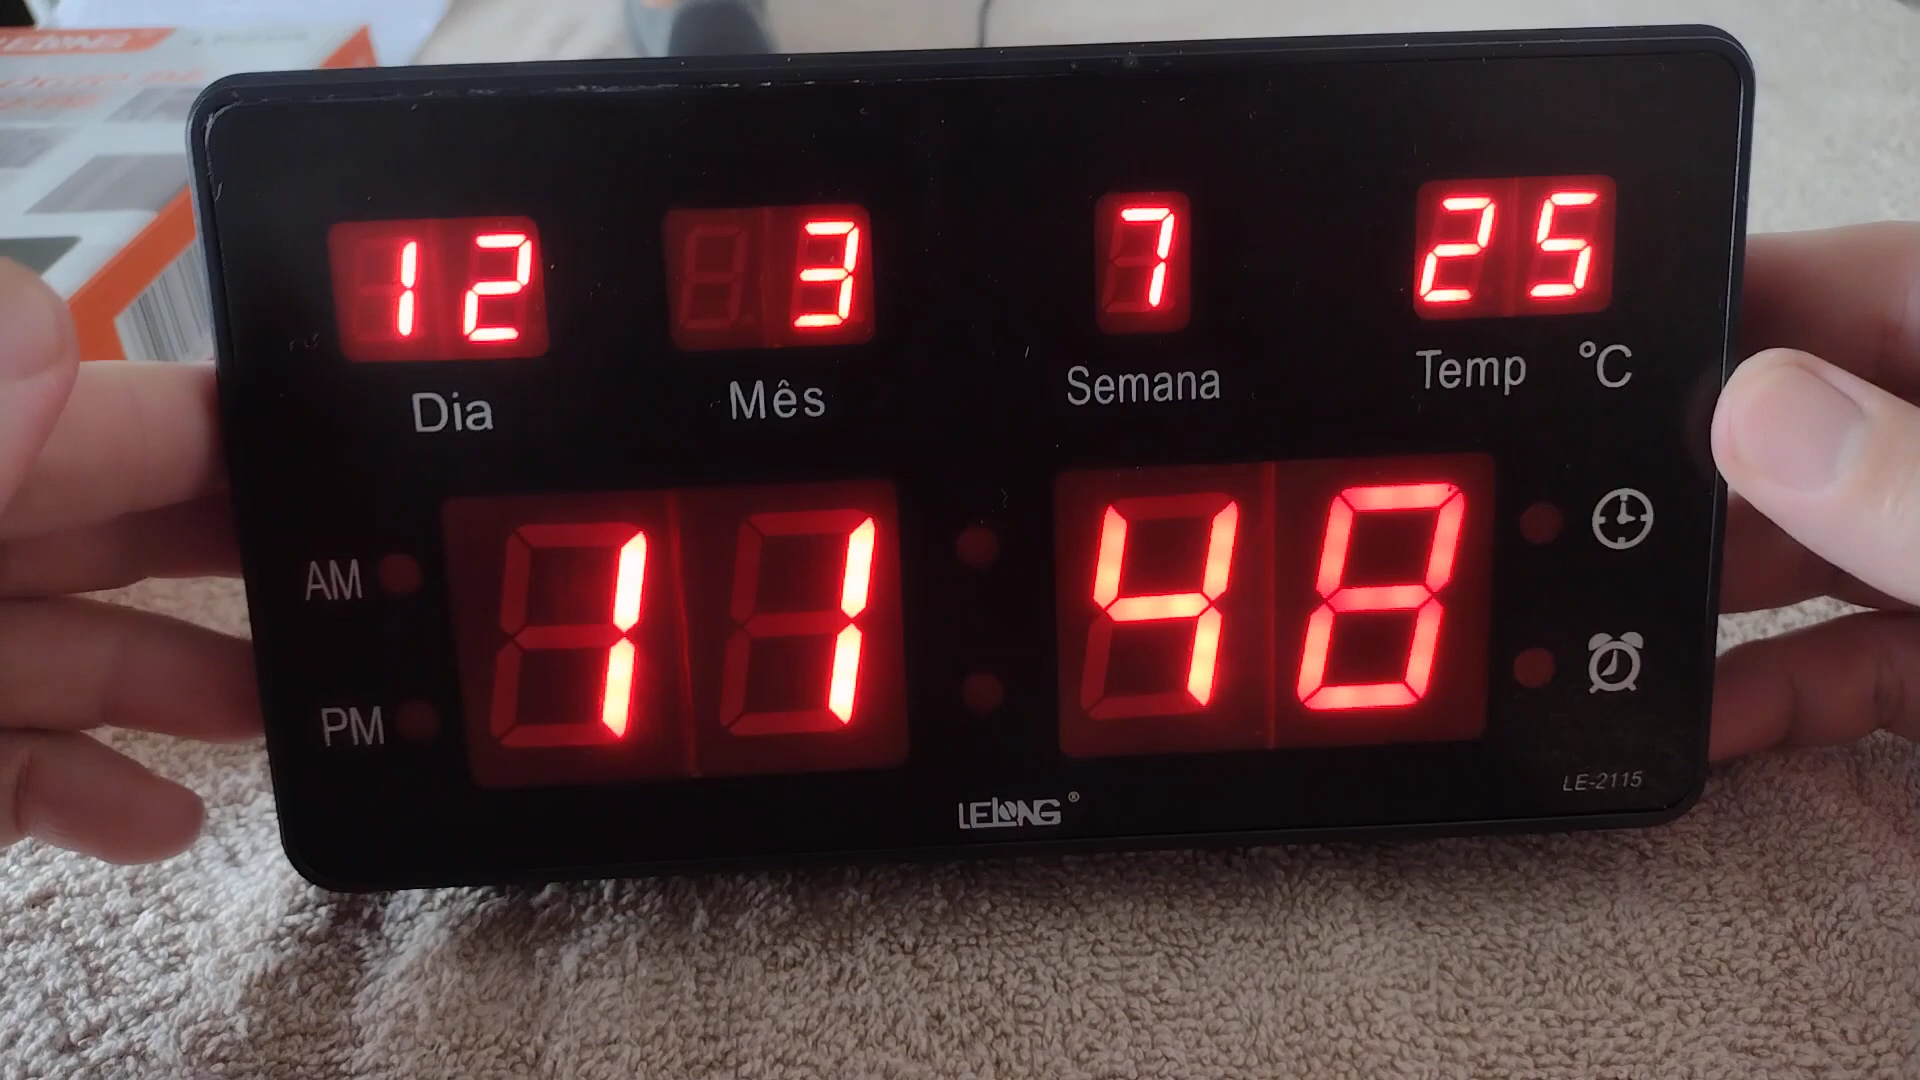 12 3 7 25
Dia Mês Semana Temp °C
AM
11 48
PM
LELONG®
LE-2115